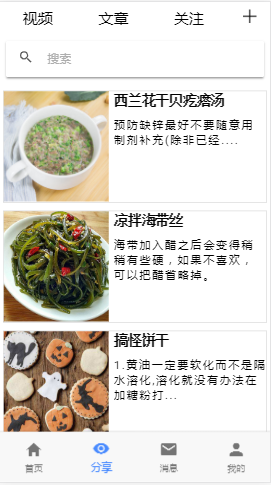 视频 文章 关注 +
搜索
西兰花干贝疙瘩汤
预防缺锌最好不要随意用
制剂补充(除非已经....
凉拌海带丝
海带加入醋之后会变得稍
稍有些硬，如果不喜欢，
可以把醋省略掉。
搞怪饼干
1.黄油一定要软化而不是隔
水溶化,溶化就没有办法在
加糖粉打...
首页 分享 消息 我的